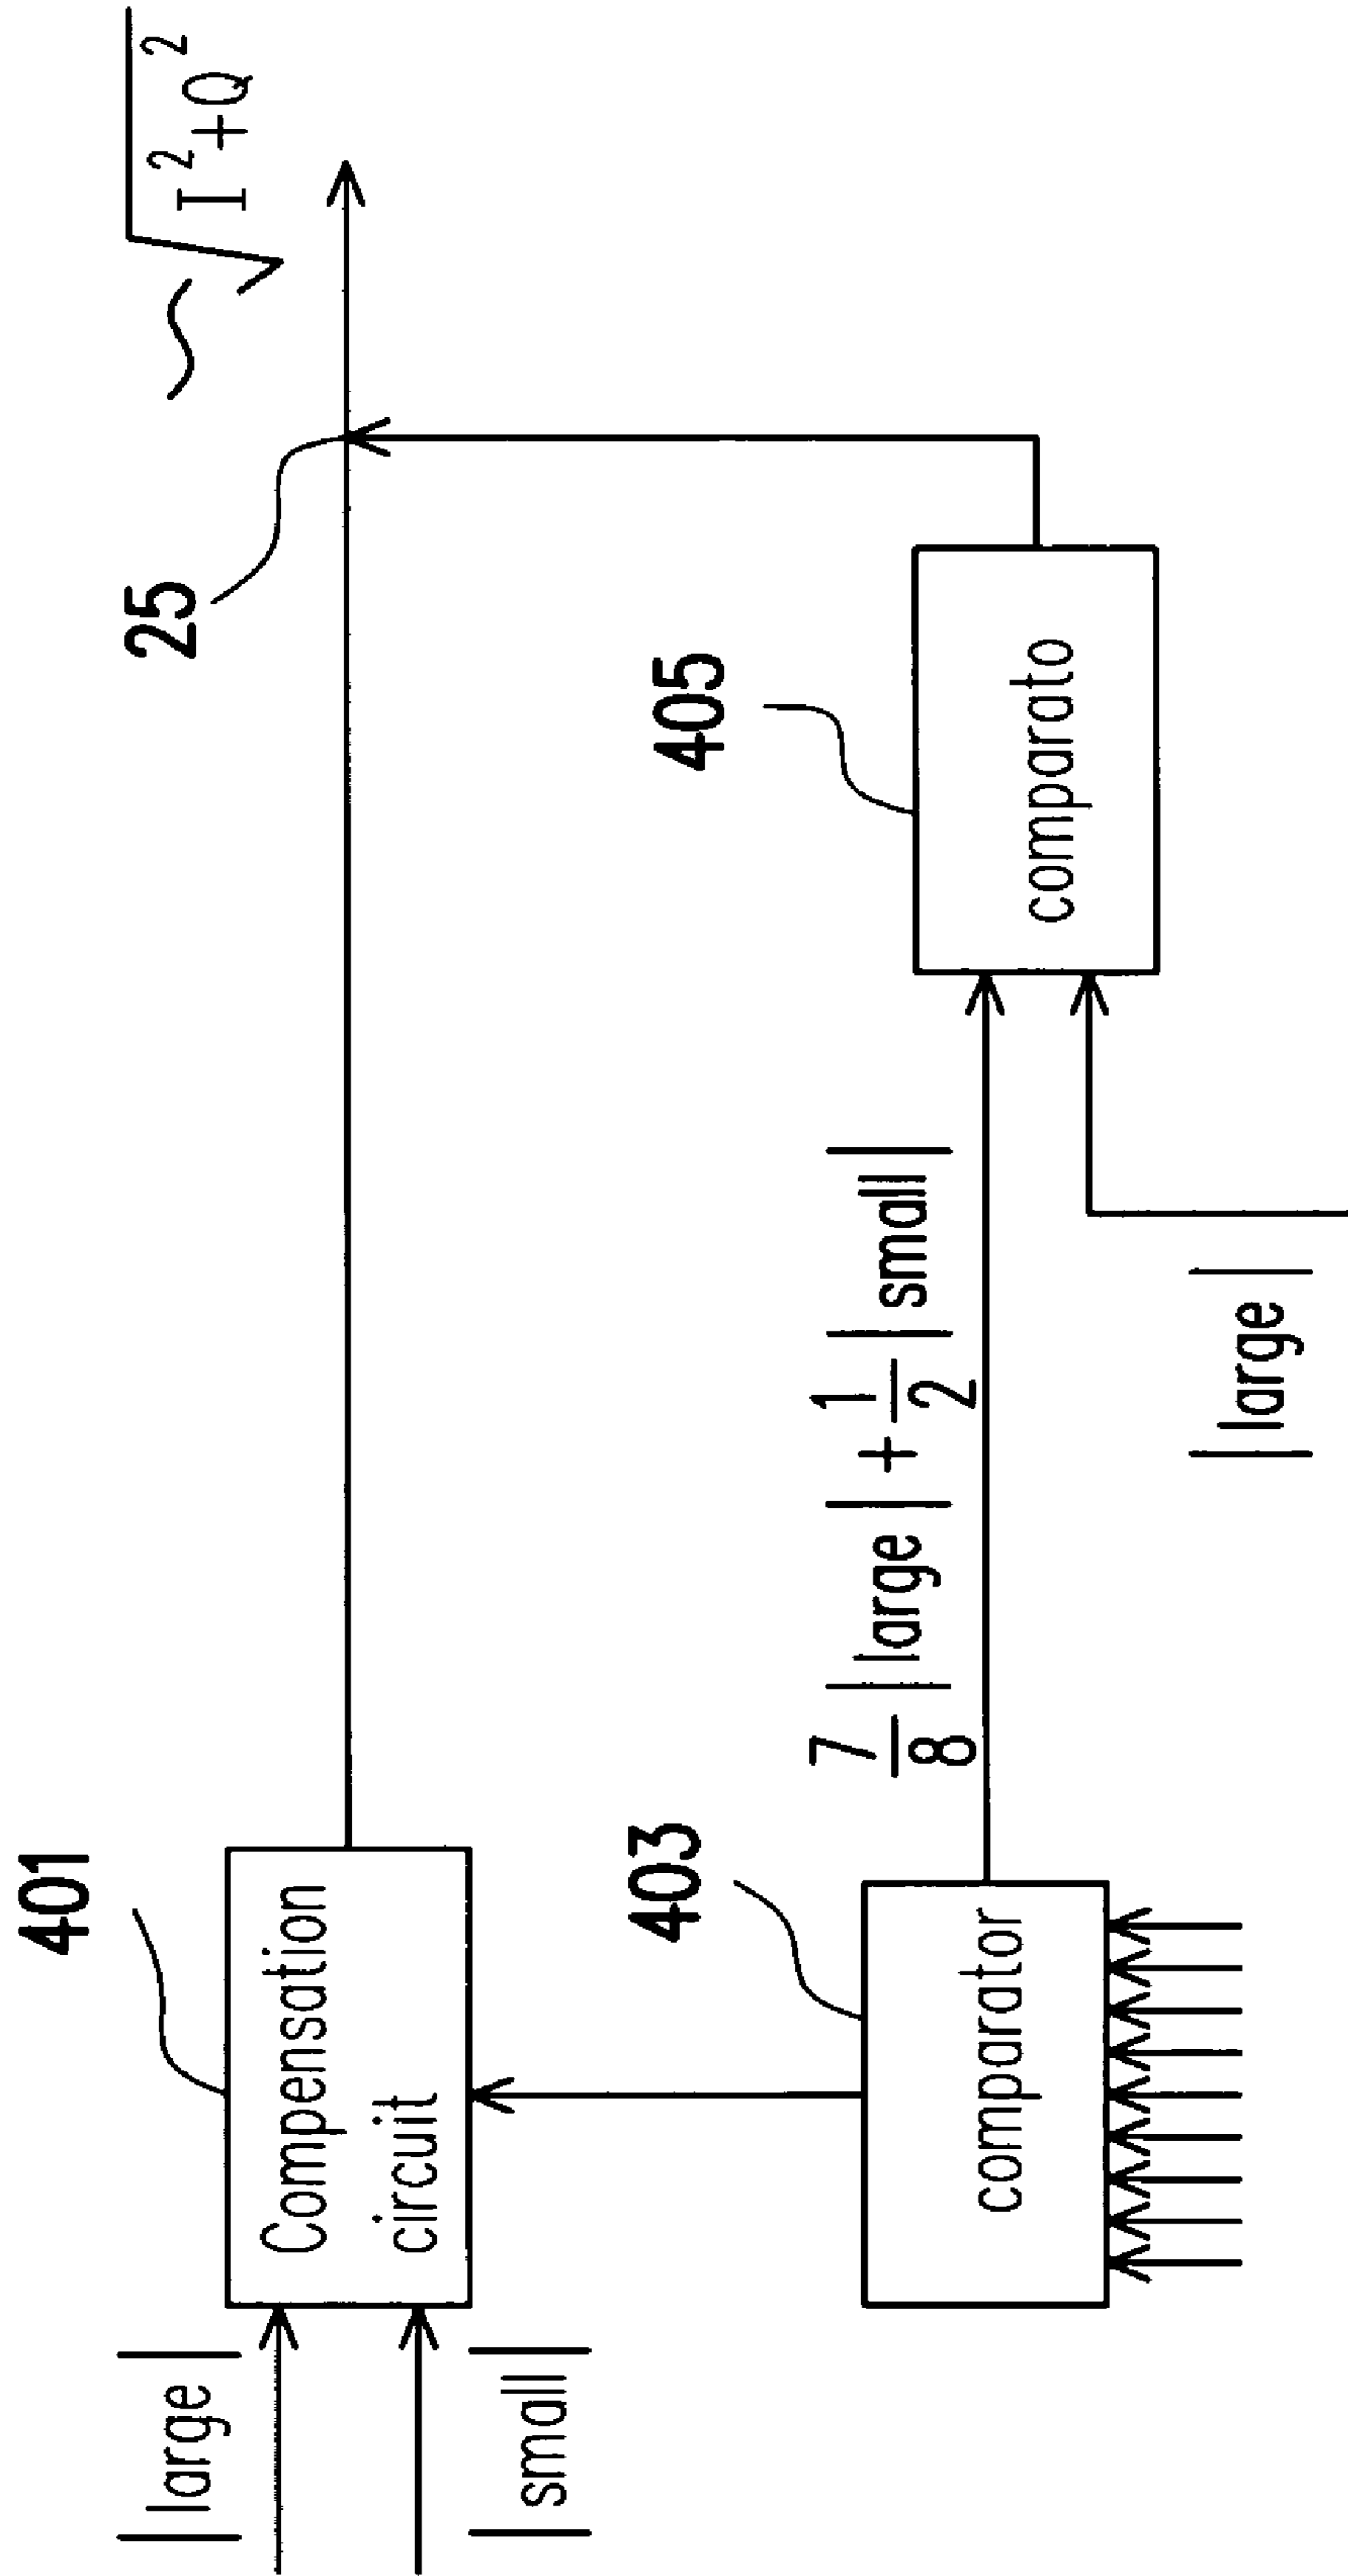 ~√I²+Q²
25
401
|large|
Compensation
circuit
|small|
405
403
7/8|large|+1/2|small|
comparator
comparato
|large|